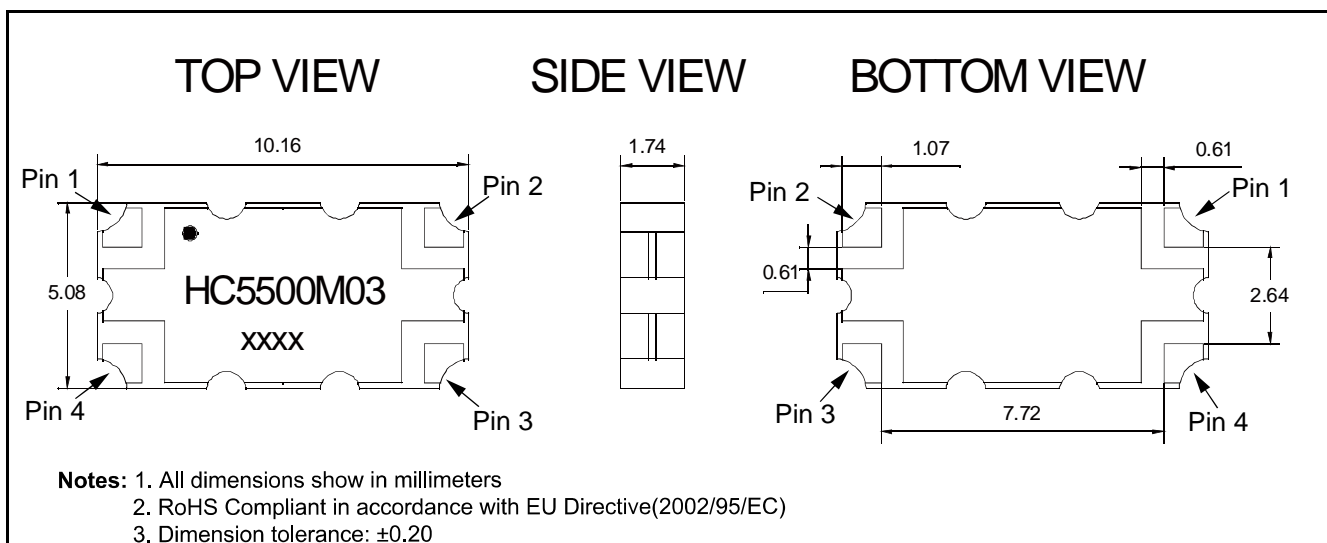 TOP VIEW
SIDE VIEW
BOTTOM VIEW
10.16
1.74
1.07
0.61
Pin 1
Pin 2
Pin 2
Pin 1
5.08
HC5500M03
xxxx
0.61
2.64
Pin 4
Pin 3
Pin 3
7.72
Pin 4
Notes: 1. All dimensions show in millimeters
2. RoHS Compliant in accordance with EU Directive(2002/95/EC)
3. Dimension tolerance: ±0.20